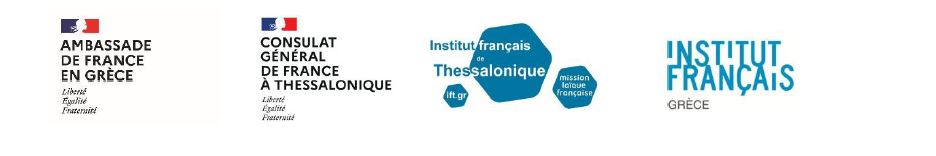 AMBASSADE
DE FRANCE
EN GRÈCE
Liberté
Égalité
Fraternité
CONSULAT
GÉNÉRAL
DE FRANCE
À THESSALONIQUE
Liberté
Égalité
Fraternité
Institut français
de
Thessalonique
ift.gr
mission
laïque
française
INSTITUT
FRANÇAIS
GRÈCE